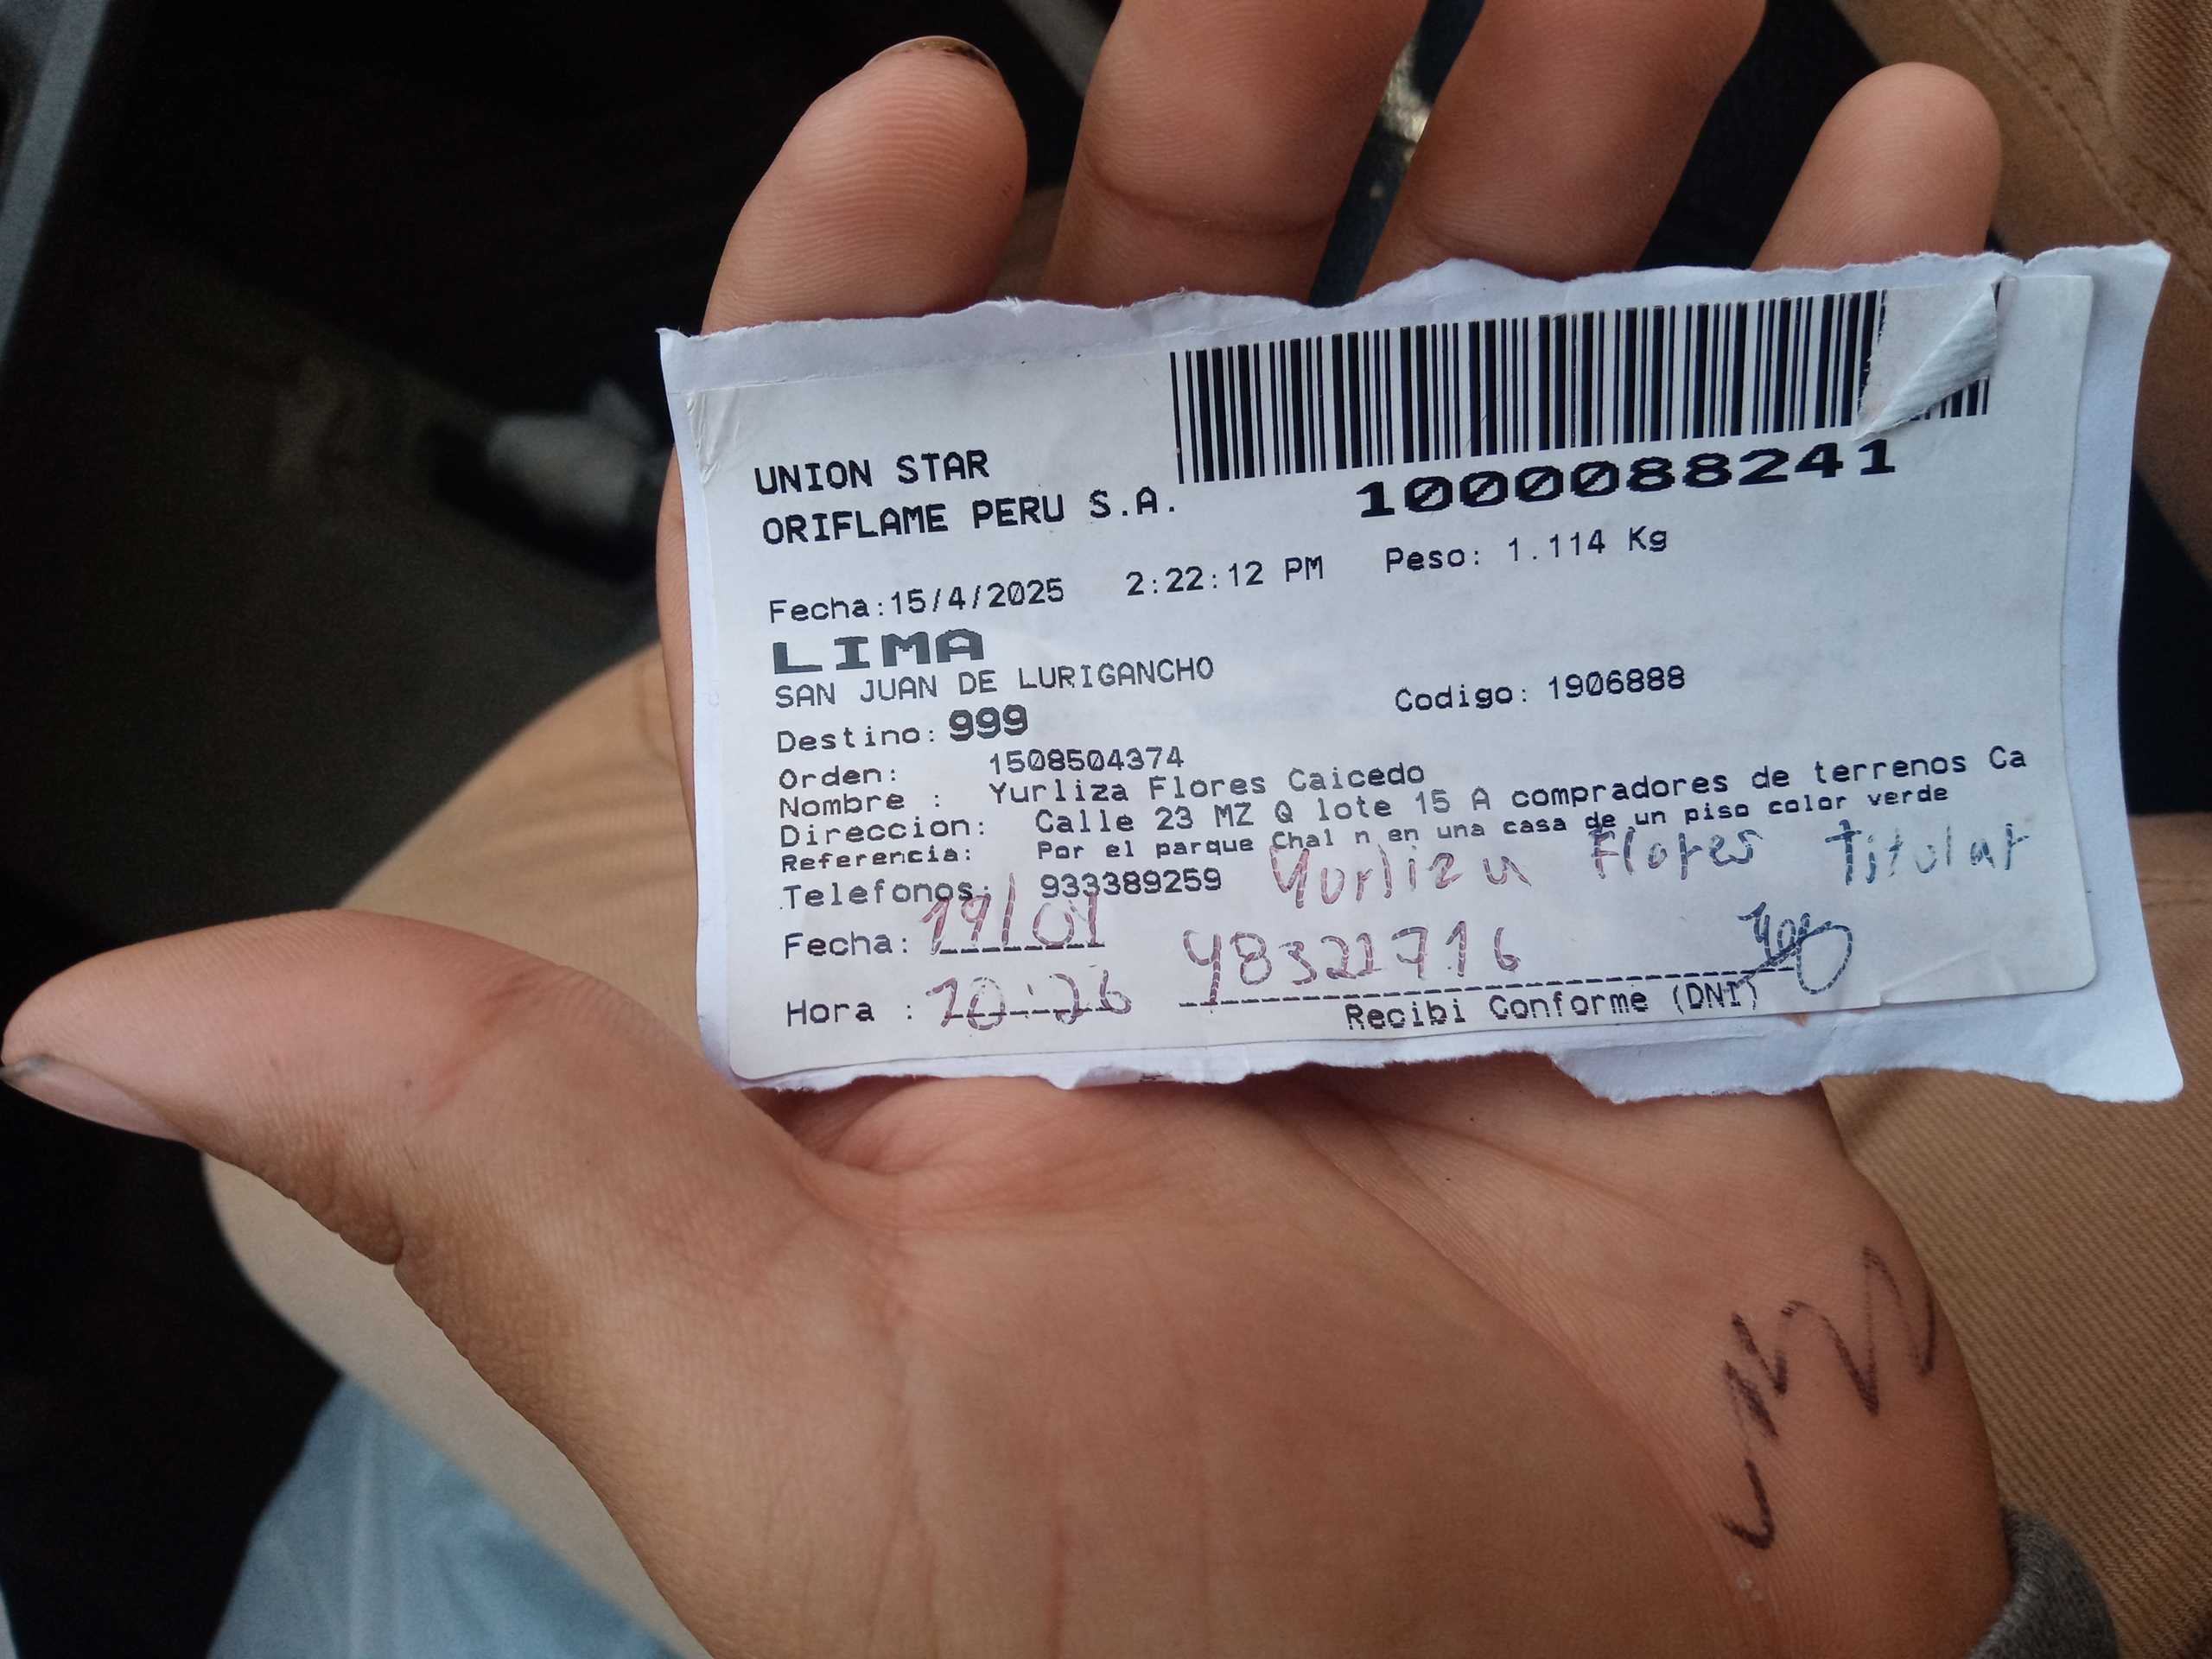 UNION STAR
ORIFLAME PERU S.A.
1000088241
Fecha:15/4/2025 2:22:12 PM Peso: 1.114 Kg
LIMA
SAN JUAN DE LURIGANCHO
Codigo: 1906888
Destino: 999
Orden: 1508504374
Nombre : Yurliza Flores Caicedo
Direccion: Calle 23 MZ Q lote 15 A compradores de terrenos Ca
Referencia: Por el parque Chal n en una casa de un piso color verde
Telefonos: 933389259 Yurliza Flores Titular
Fecha: 19/01 48321716
Hora : 10:26
Recibi Conforme (DNI)